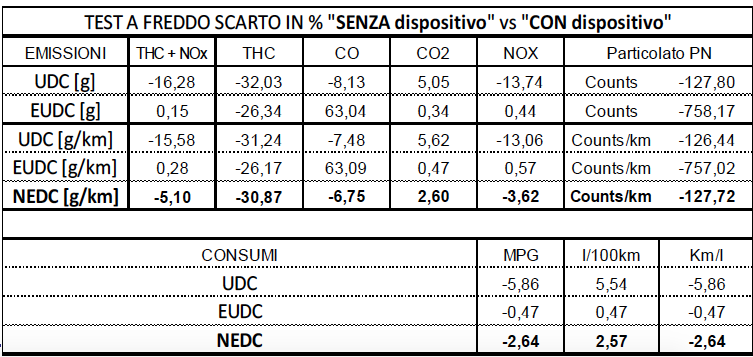 TEST A FREDDO SCARTO IN % "SENZA dispositivo" vs "CON dispositivo"
EMISSIONI THC + NOx THC CO CO2 NOX Particolato PN
UDC [g] -16,28 -32,03 -8,13 5,05 -13,74 Counts -127,80
EUDC [g] 0,15 -26,34 63,04 0,34 0,44 Counts -758,17
UDC [g/km] -15,58 -31,24 -7,48 5,62 -13,06 Counts/km -126,44
EUDC [g/km] 0,28 -26,17 63,09 0,47 0,57 Counts/km -757,02
NEDC [g/km] -5,10 -30,87 -6,75 2,60 -3,62 Counts/km -127,72
CONSUMI MPG l/100km Km/l
UDC -5,86 5,54 -5,86
EUDC -0,47 0,47 -0,47
NEDC -2,64 2,57 -2,64